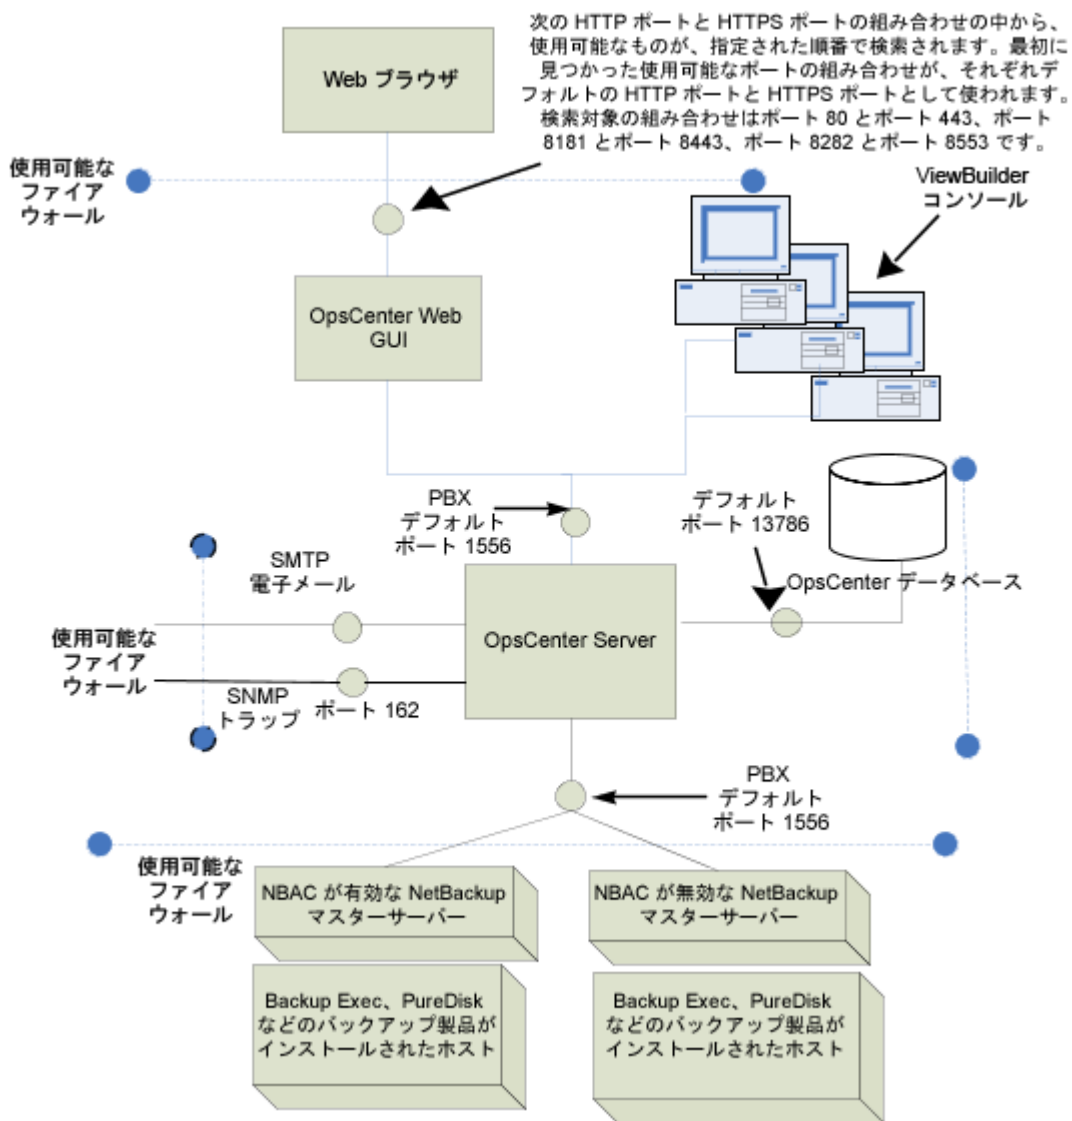 次の HTTP ポートと HTTPS ポートの組み合わせの中から、
使用可能なものが、指定された順番で検索されます。最初に
見つかった使用可能なポートの組み合わせが、それぞれデ
フォルトの HTTP ポートと HTTPS ポートとして使われます。
検索対象の組み合わせはポート 80 とポート 443、ポート
8181 とポート 8443、ポート 8282 とポート 8553 です。
Web ブラウザ
使用可能な
ファイア
ウォール
ViewBuilder
コンソール
OpsCenter Web
GUI
PBX
デフォルト
ポート 1556
デフォルト
ポート 13786
SMTP
電子メール
OpsCenter データベース
使用可能な
ファイア
ウォール
OpsCenter Server
SNMP
トラップ
ポート 162
PBX
デフォルト
ポート 1556
使用可能な
ファイア
ウォール
NBAC が有効な NetBackup
マスターサーバー
NBAC が無効な NetBackup
マスターサーバー
Backup Exec、PureDisk
などのバックアップ製品が
インストールされたホスト
Backup Exec、PureDisk
などのバックアップ製品が
インストールされたホスト